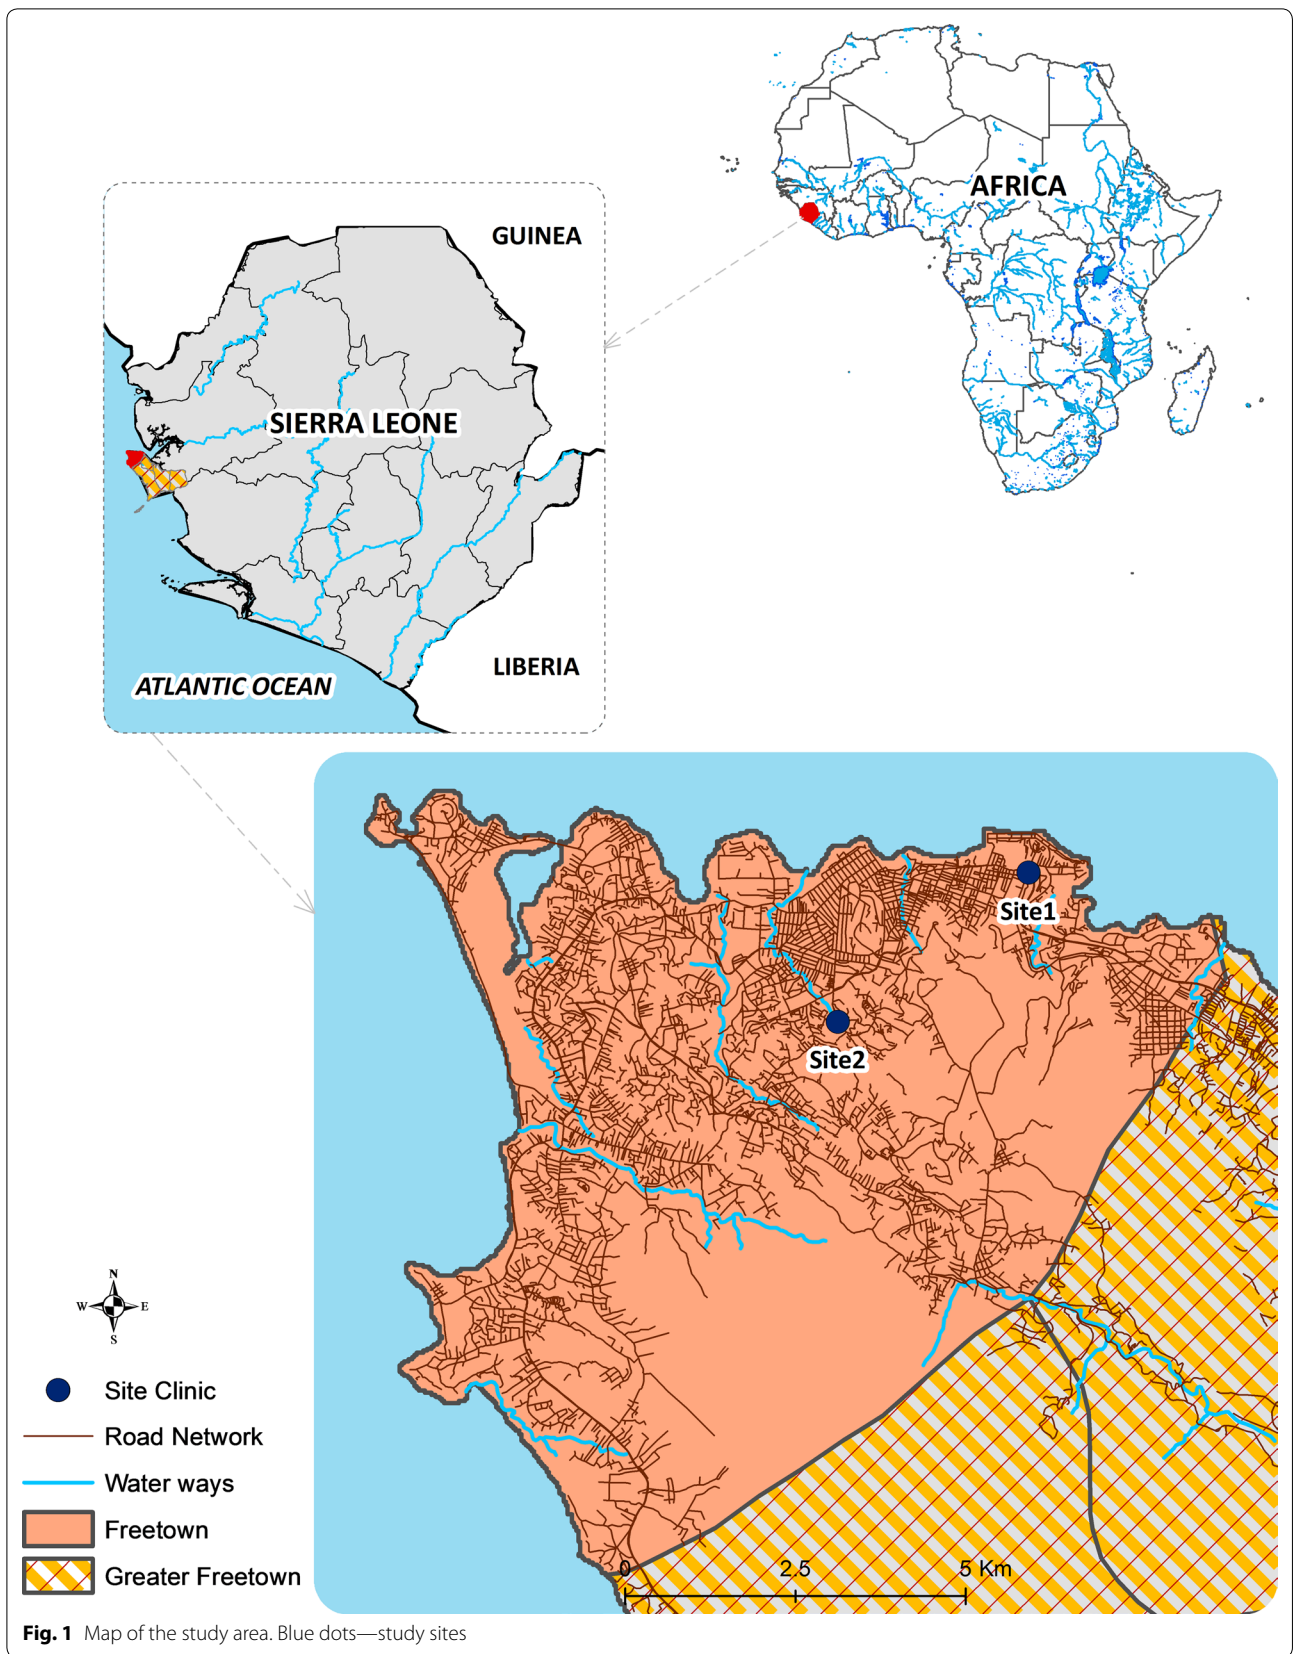 AFRICA
GUINEA
SIERRA LEONE
LIBERIA
ATLANTIC OCEAN
Site1
Site2
N
W E
S
Site Clinic
Road Network
Water ways
Freetown
Greater Freetown
0 2.5 5 Km
Fig. 1 Map of the study area. Blue dots—study sites